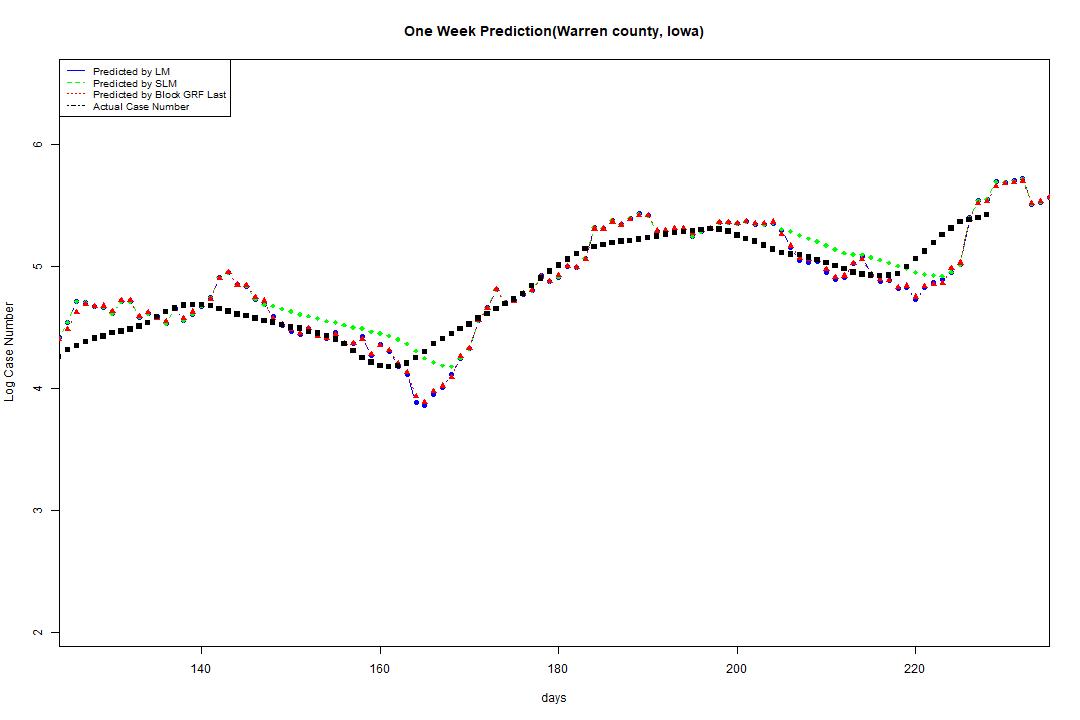 One Week Prediction(Warren county, Iowa)
Predicted by LM
Predicted by SLM
Predicted by Block GRF Last
Actual Case Number
6
5
4
3
2
Log Case Number
140 160 180 200 220
days